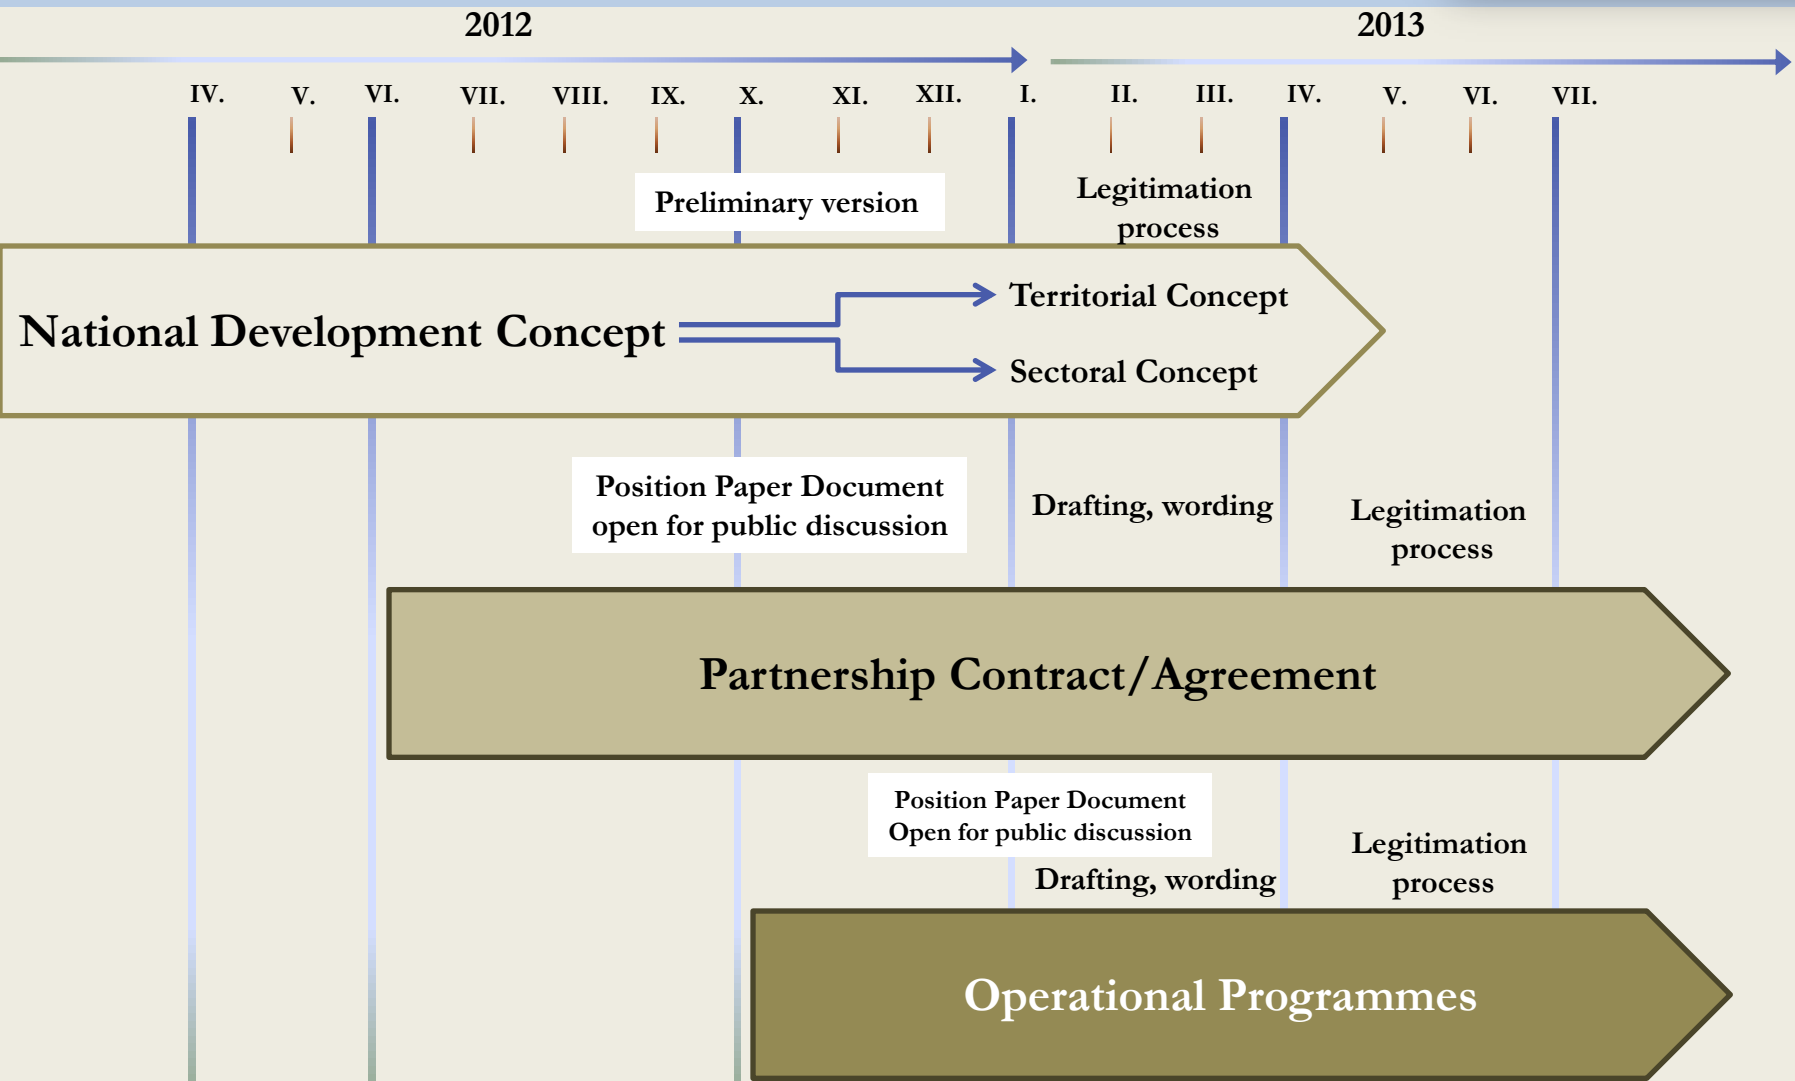 2012
2013
IV. V. VI. VII. VIII. IX. X. XI. XII. I. II. III. IV. V. VI. VII.
Preliminary version
Legitimation
process
National Development Concept
Territorial Concept
Sectoral Concept
Position Paper Document
open for public discussion
Drafting, wording
Legitimation
process
Partnership Contract/Agreement
Position Paper Document
Open for public discussion
Drafting, wording
Legitimation
process
Operational Programmes